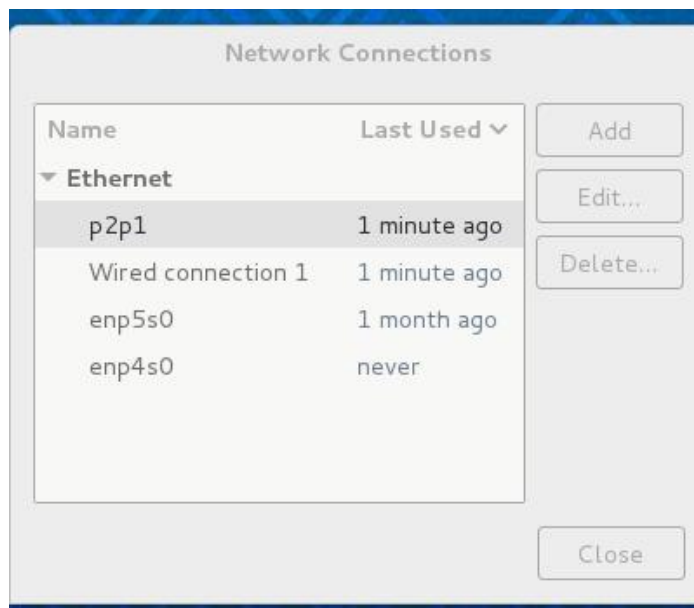 Network Connections
Name Last Used
Add
Ethernet
Edit...
p2p1 1 minute ago
Wired connection 1 1 minute ago
Delete...
enp5s0 1 month ago
enp4s0 never
Close